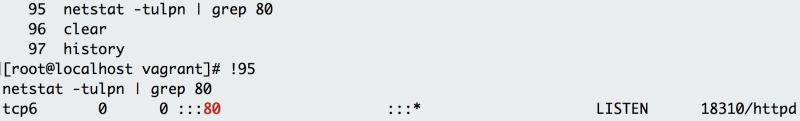 95  netstat -tulpn | grep 80
96  clear
97  history
[root@localhost vagrant]# !95
netstat -tulpn | grep 80
tcp6       0      0 :::80                   :::*                    LISTEN      18310/httpd